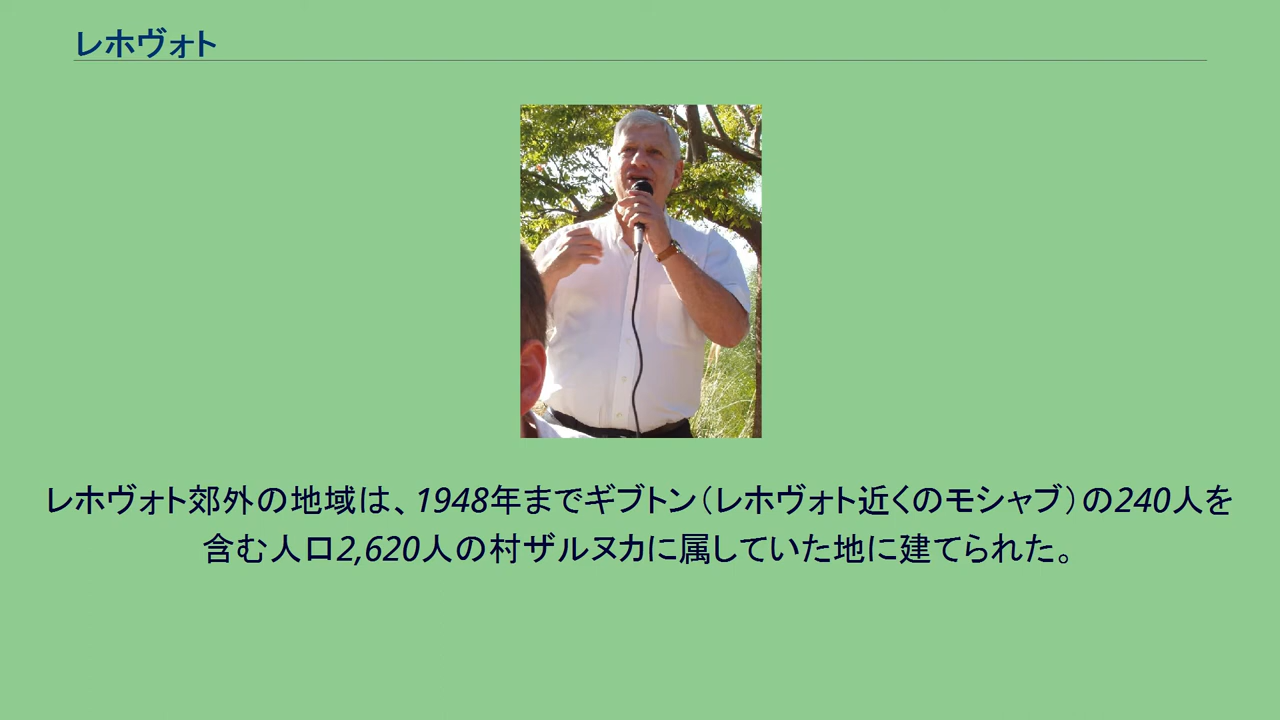 レホヴォト
レホヴォト郊外の地域は、1948年までギブトン（レホヴォト近くのモシャブ）の240人を
含む人口2,620人の村ザルヌカに属していた地に建てられた。